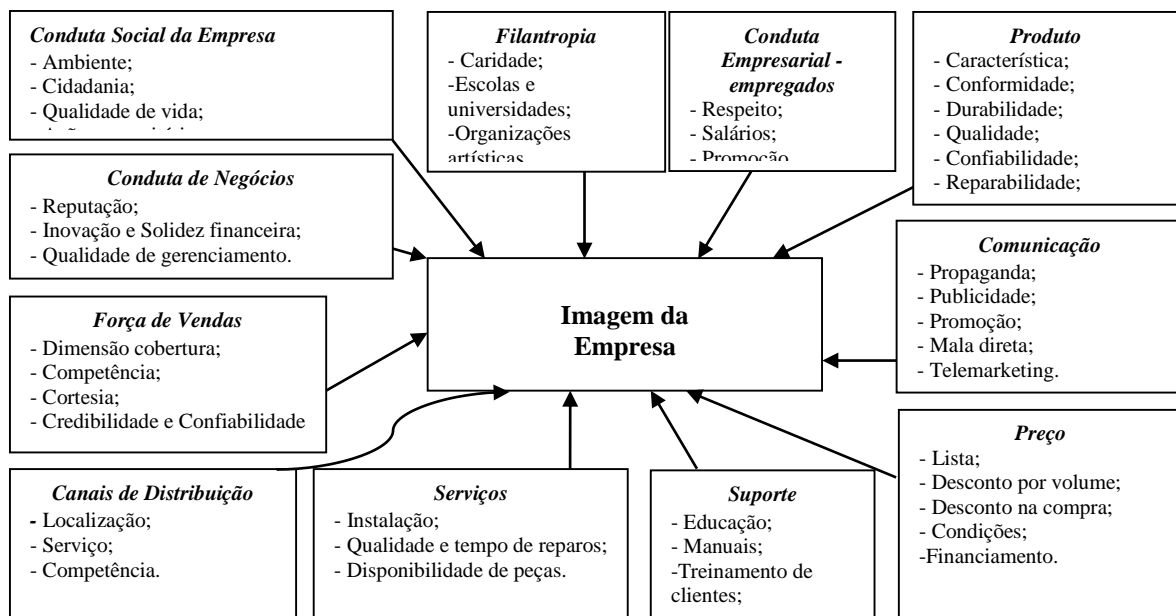 Conduta Social da Empresa
- Ambiente;
- Cidadania;
- Qualidade de vida;
Filantropia
- Caridade;
-Escolas e
universidades;
-Organizações
artísticas
Conduta
Empresarial -
empregados
- Respeito;
- Salários;
- Promoção
Produto
- Característica;
- Conformidade;
- Durabilidade;
- Qualidade;
- Confiabilidade;
- Reparabilidade;
Conduta de Negócios
- Reputação;
- Inovação e Solidez financeira;
- Qualidade de gerenciamento.
Comunicação
- Propaganda;
- Publicidade;
- Promoção;
- Mala direta;
- Telemarketing.
Imagem da
Empresa
Força de Vendas
- Dimensão cobertura;
- Competência;
- Cortesia;
- Credibilidade e Confiabilidade
Preço
- Lista;
- Desconto por volume;
- Desconto na compra;
- Condições;
-Financiamento.
Canais de Distribuição
- Localização;
- Serviço;
- Competência.
Serviços
- Instalação;
- Qualidade e tempo de reparos;
- Disponibilidade de peças.
Suporte
- Educação;
- Manuais;
-Treinamento de
clientes;